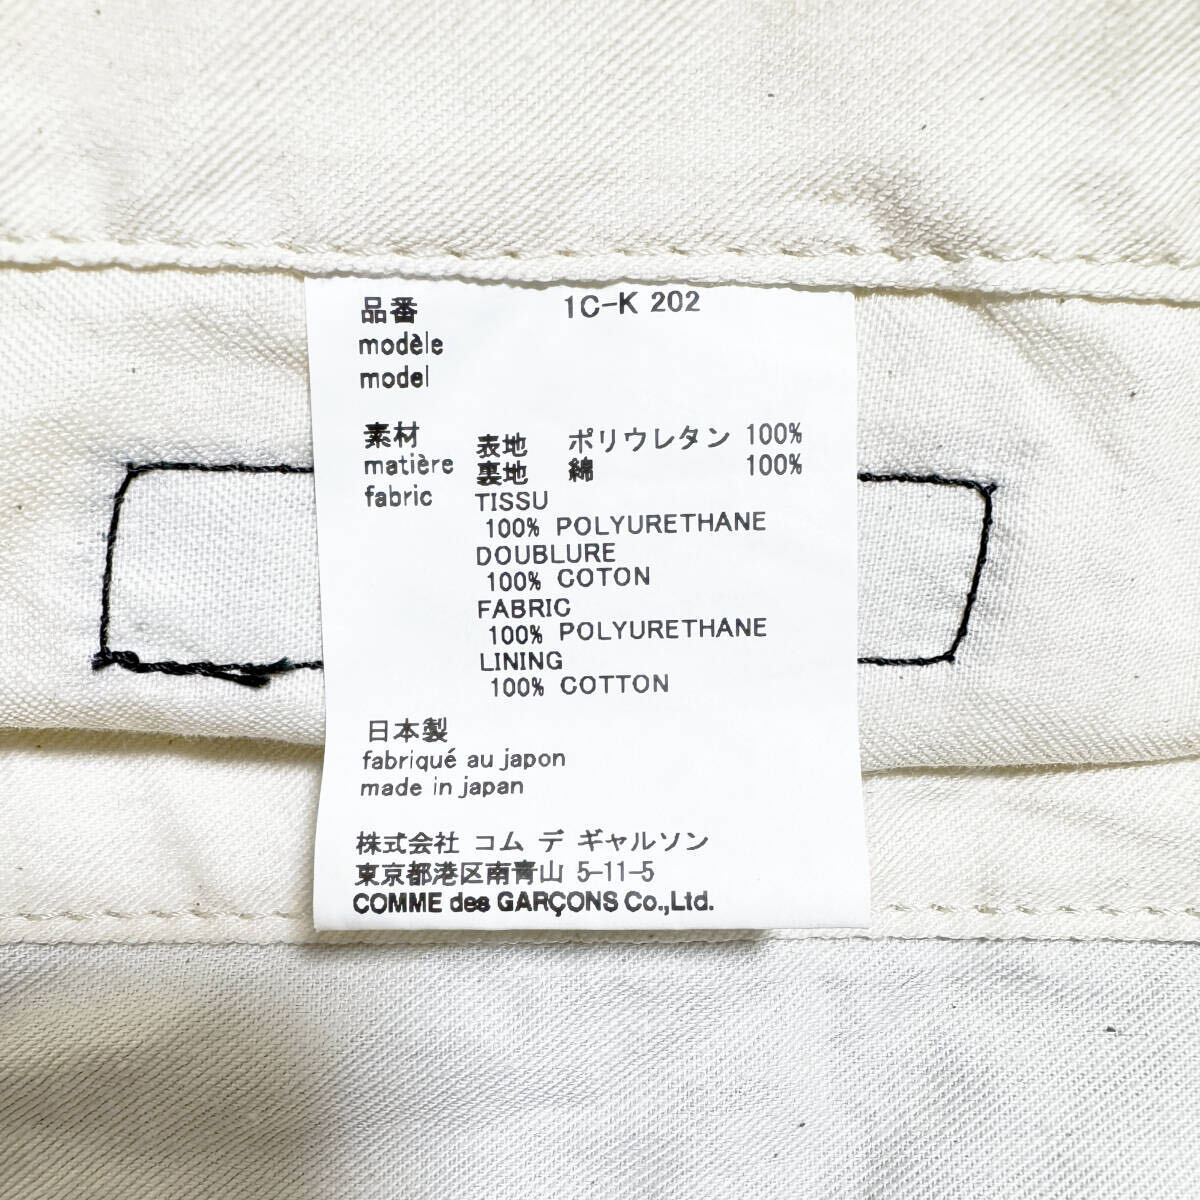 品番 1C-K 202
modèle
model
素材 表地 ポリウレタン 100%
matière 裏地 綿 100%
fabric TISSU
100% POLYURETHANE
DOUBLURE
100% COTON
FABRIC
100% POLYURETHANE
LINING
100% COTTON
日本製
fabriqué au japon
made in japan
株式会社 コム デ ギャルソン
東京都港区南青山 5-11-5
COMME des GARÇONS Co.,Ltd.